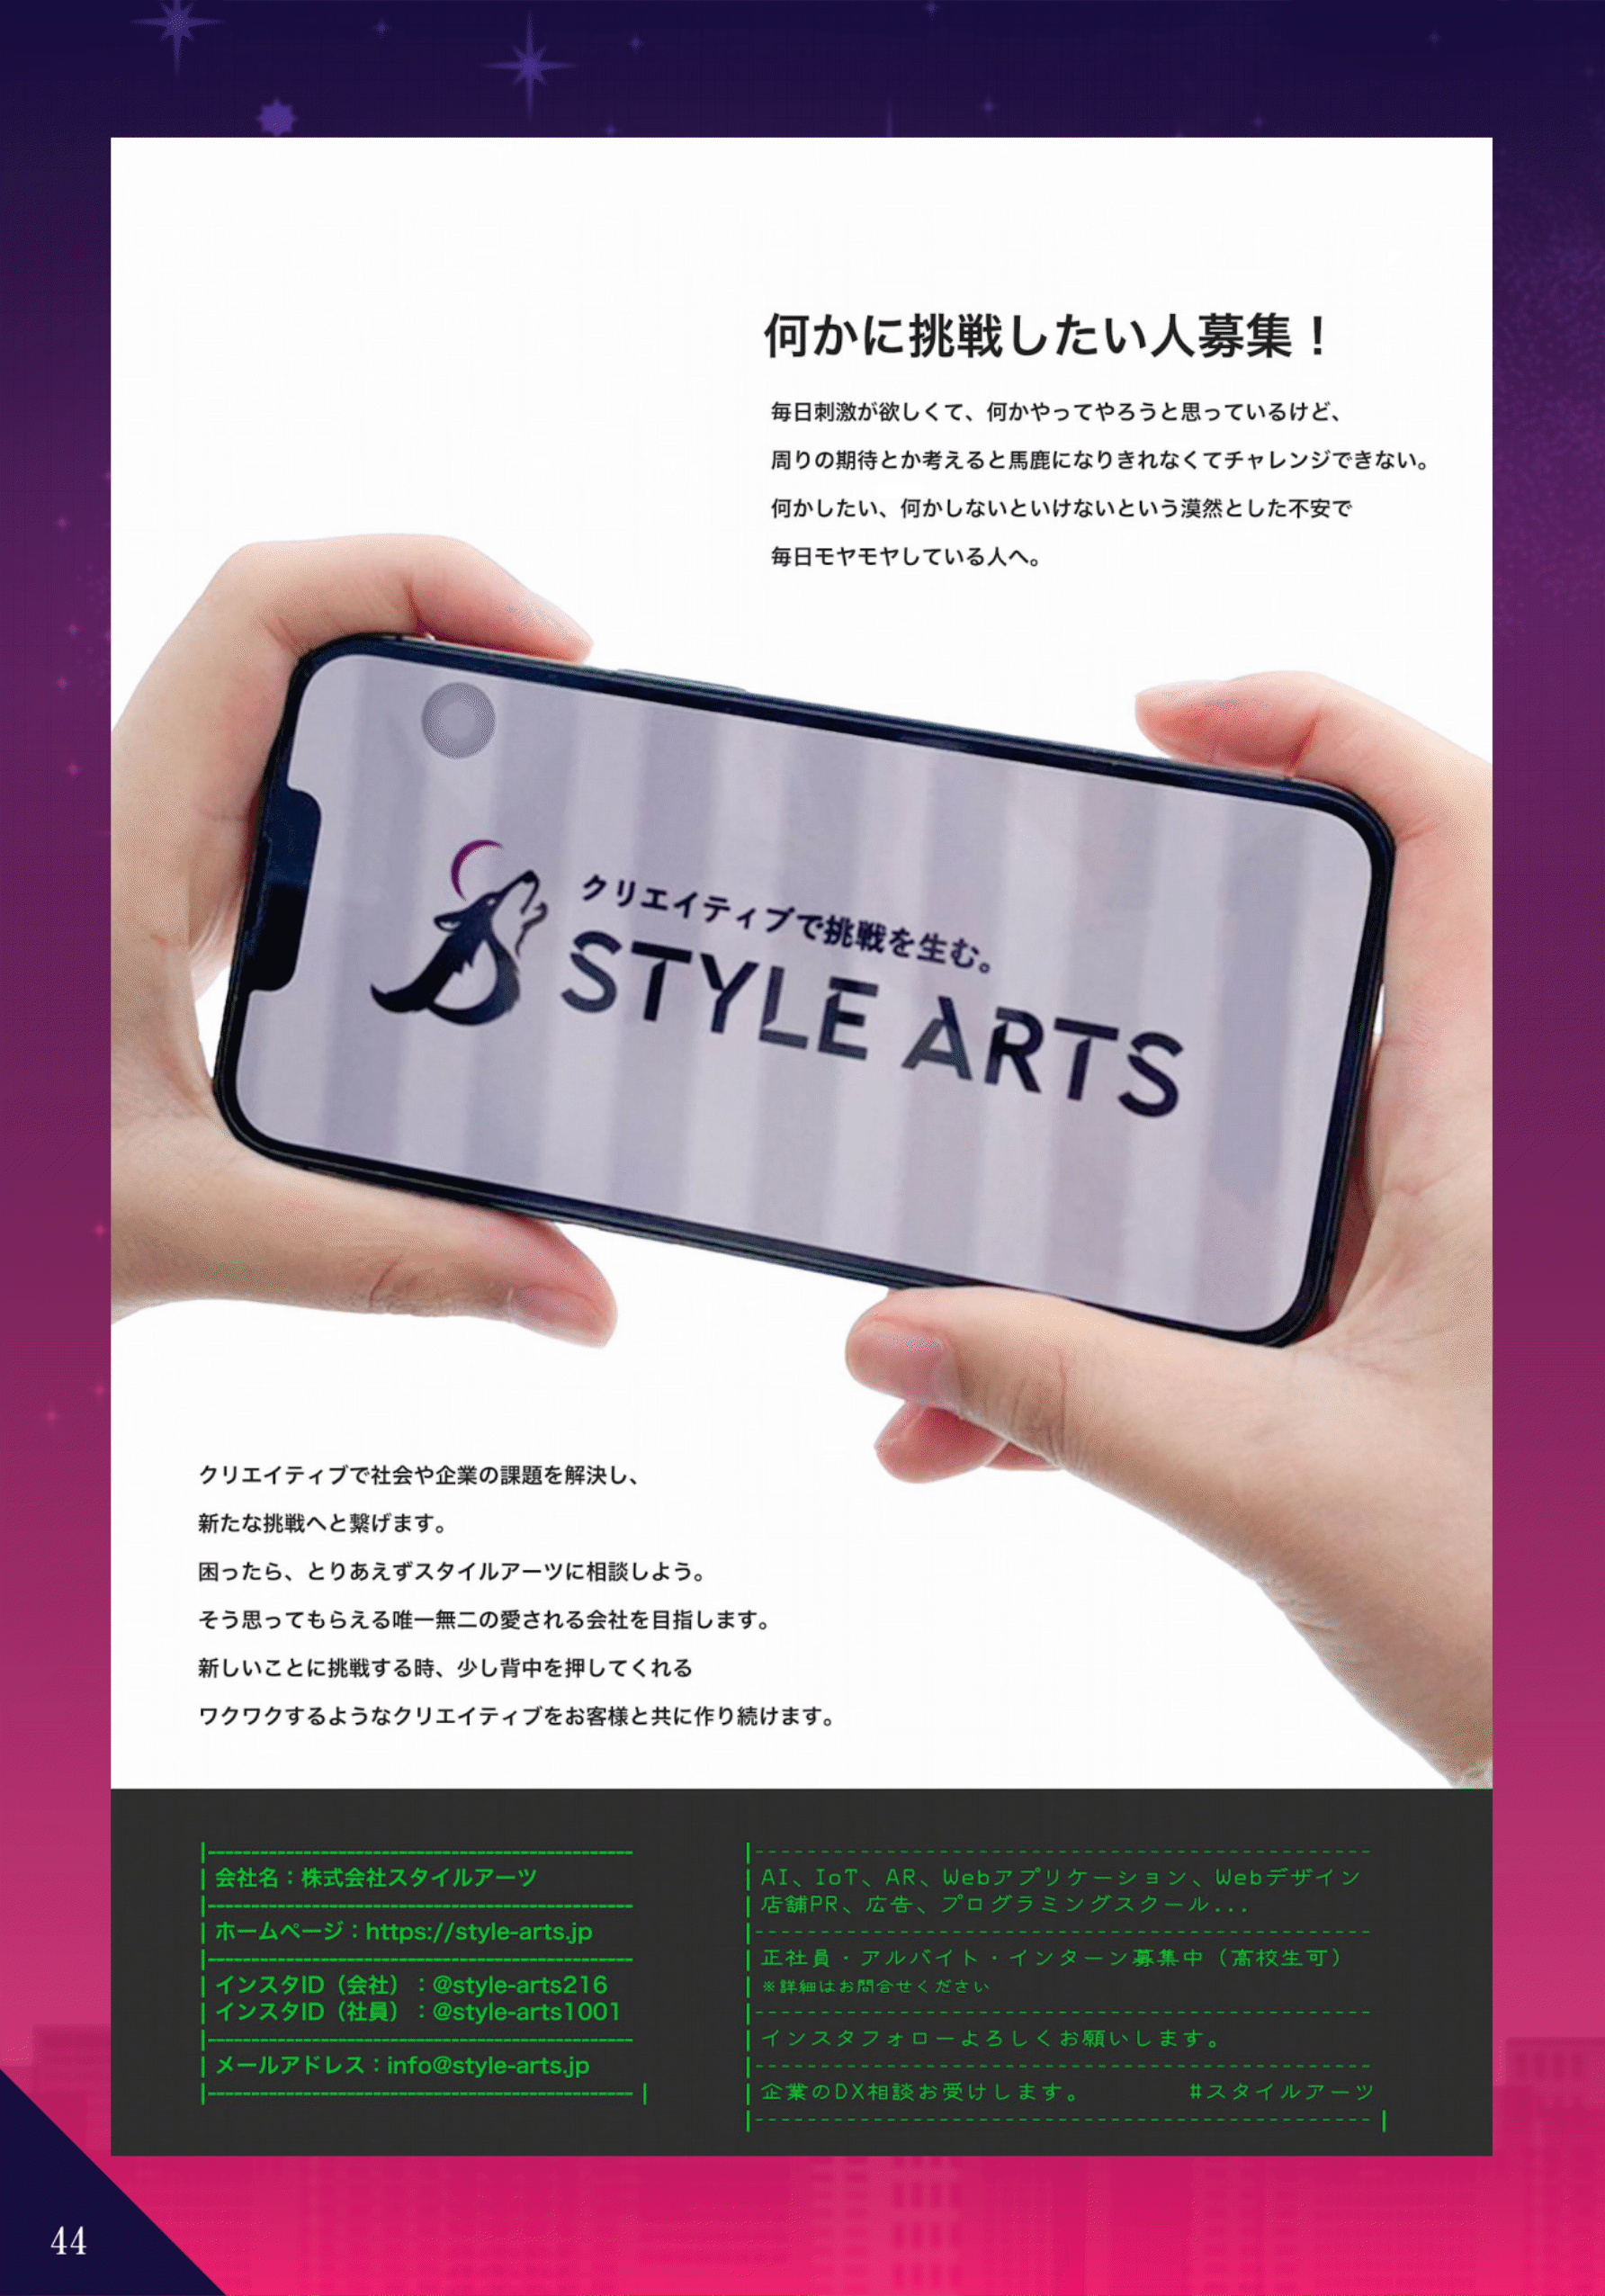 何かに挑戦したい人募集！
毎日刺激が欲しくて、何かやってやろうと思っているけど、
周りの期待とか考えると馬鹿になりきれなくてチャレンジできない。
何かしたい、何かしないといけないという漠然とした不安で
毎日モヤモヤしている人へ。
クリエイティブで挑戦を生む。
STYLE ARTS
クリエイティブで社会や企業の課題を解決し、
新たな挑戦へと繋げます。
困ったら、とりあえずスタイルアーツに相談しよう。
そう思ってもらえる唯一無二の愛される会社を目指します。
新しいことに挑戦する時、少し背中を押してくれる
ワクワクするようなクリエイティブをお客様と共に作り続けます。
会社名：株式会社スタイルアーツ
ホームページ：https://style-arts.jp
インスタID（会社）：@style-arts216
インスタID（社員）：@style-arts1001
メールアドレス：info@style-arts.jp
AI、IoT、AR、Webアプリケーション、Webデザイン
店舗PR、広告、プログラミングスクール...
正社員・アルバイト・インターン募集中（高校生可）
※詳細はお問合せください
インスタフォローよろしくお願いします。
企業のDX相談お受けします。 #スタイルアーツ
44